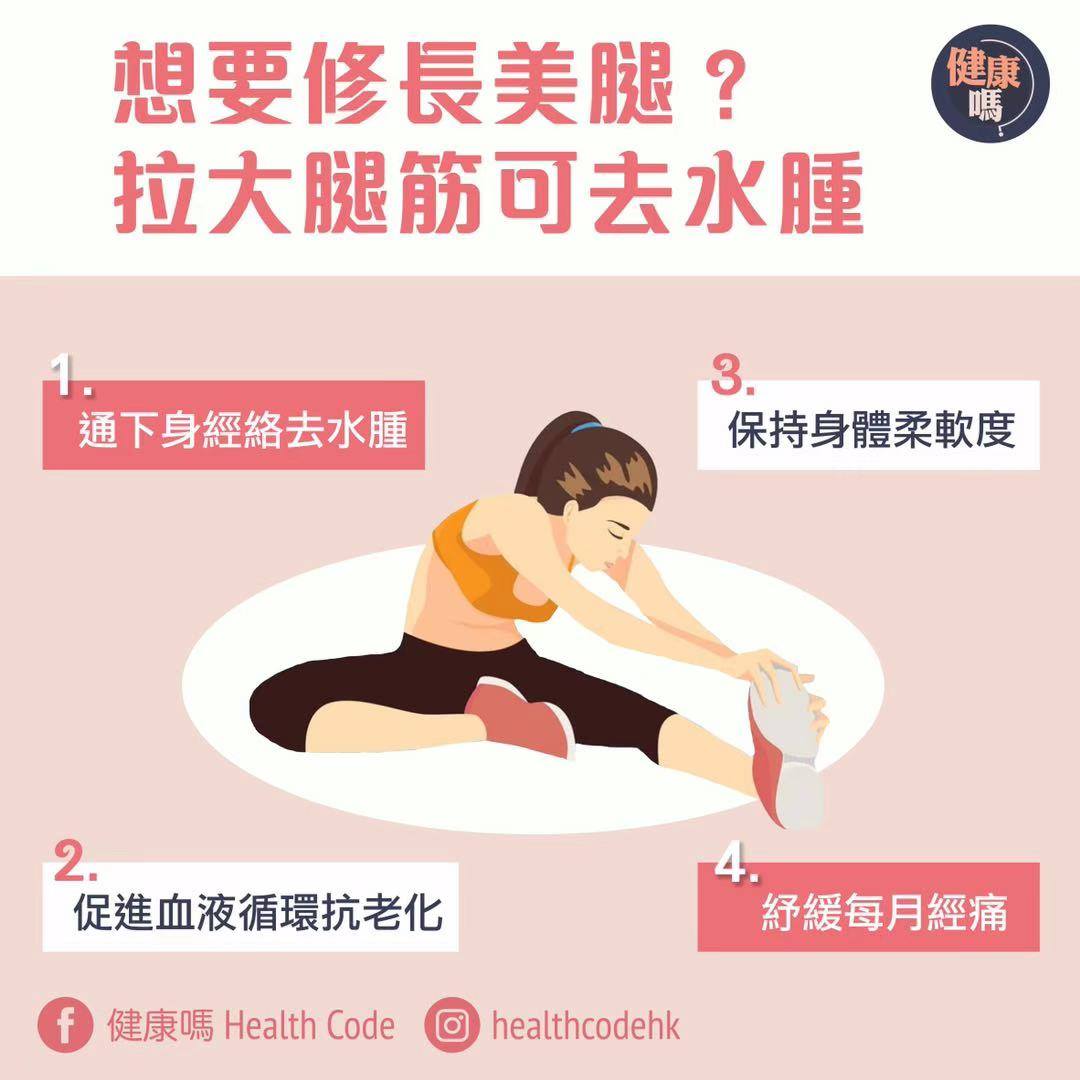 想要修長美腿？
健康
嗎?
拉大腿筋可去水腫
1.
通下身經絡去水腫
3.
保持身體柔軟度
2.
促進血液循環抗老化
4.
紓緩每月經痛
健康嗎 Health Code
healthcodehk